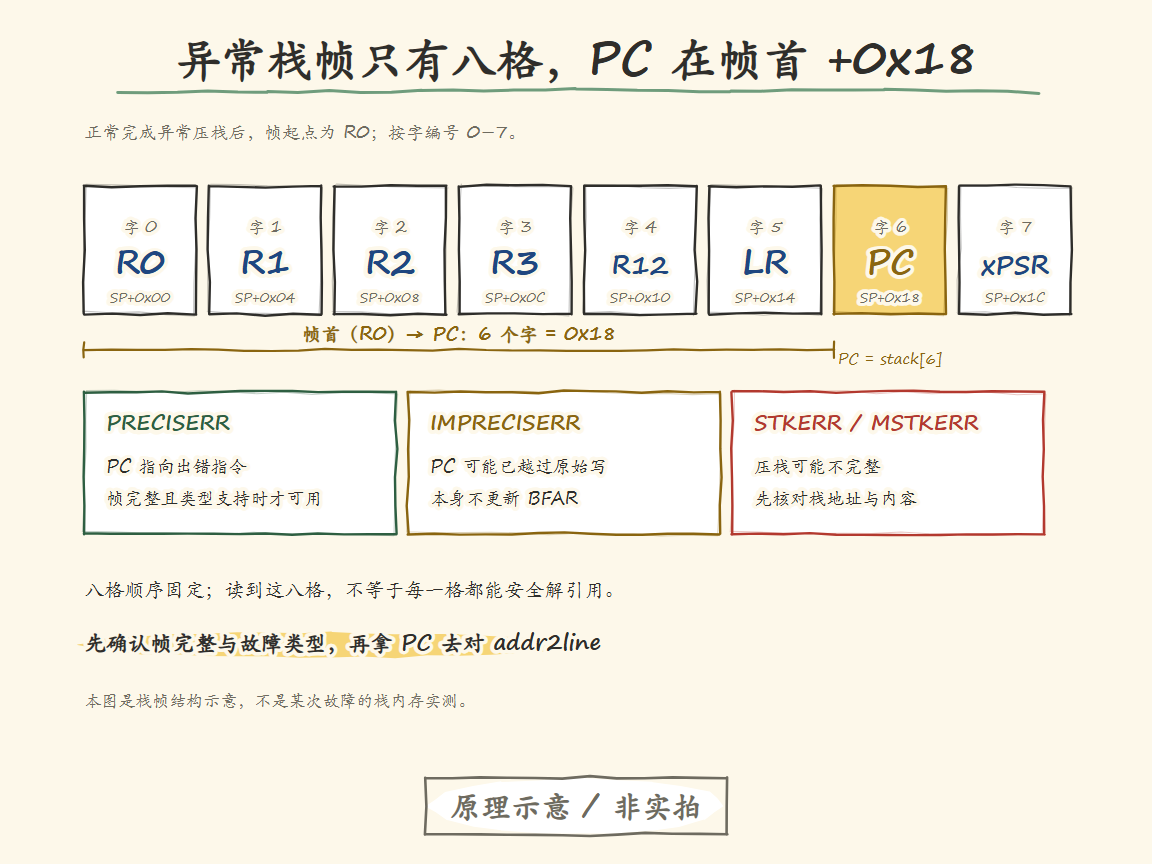 异常栈帧只有八格，PC 在帧首 +0x18
正常完成异常压栈后，帧起点为 R0；按字编号 0–7。
字 0 字 1 字 2 字 3 字 4 字 5 字 6 字 7
R0 R1 R2 R3 R12 LR PC xPSR
SP+0x00 SP+0x04 SP+0x08 SP+0x0C SP+0x10 SP+0x14 SP+0x18 SP+0x1C
帧首（R0）→ PC：6 个字 = 0x18
PC = stack[6]
PRECISERR
PC 指向出错指令
帧完整且类型支持时才可用
IMPRECISERR
PC 可能已越过原始写
本身不更新 BFAR
STKERR / MSTKERR
压栈可能不完整
先核对栈地址与内容
八格顺序固定；读到这八格，不等于每一格都能安全解引用。
先确认帧完整与故障类型，再拿 PC 去对 addr2line
本图是栈帧结构示意，不是某次故障的栈内存实测。
原理示意 / 非实拍